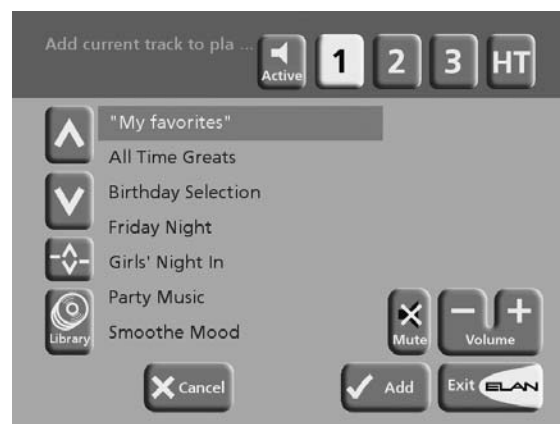 Add current track to pla ...
Active
1
2
3
HT
"My favorites"
All Time Greats
Birthday Selection
Friday Night
Girls' Night In
Party Music
Smoothe Mood
Library
Mute
Volume
Cancel
Add
Exit ELAN